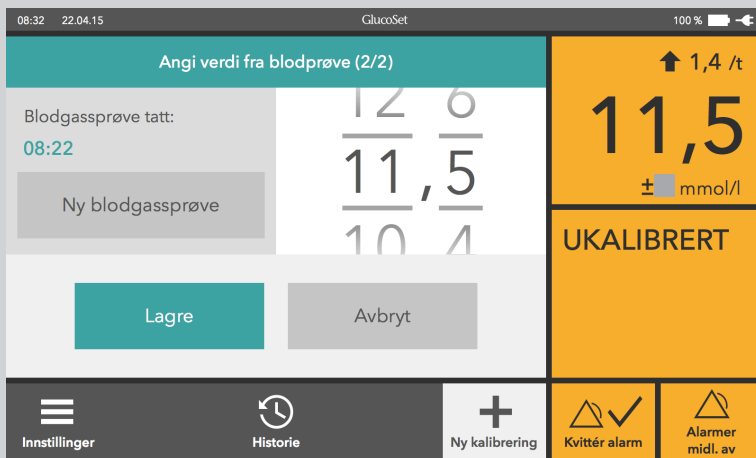 08:32 22.04.15 GlucoSet 100 %
Angi verdi fra blodprøve (2/2)
Blodgassprøve tatt:
08:22
Ny blodgassprøve
12 6
11,5
10 4
Lagre Avbryt
1,4 /t
11,5
± mmol/l
UKALIBRERT
Innstillinger Historie Ny kalibrering Kvittér alarm
Alarmer
midl. av